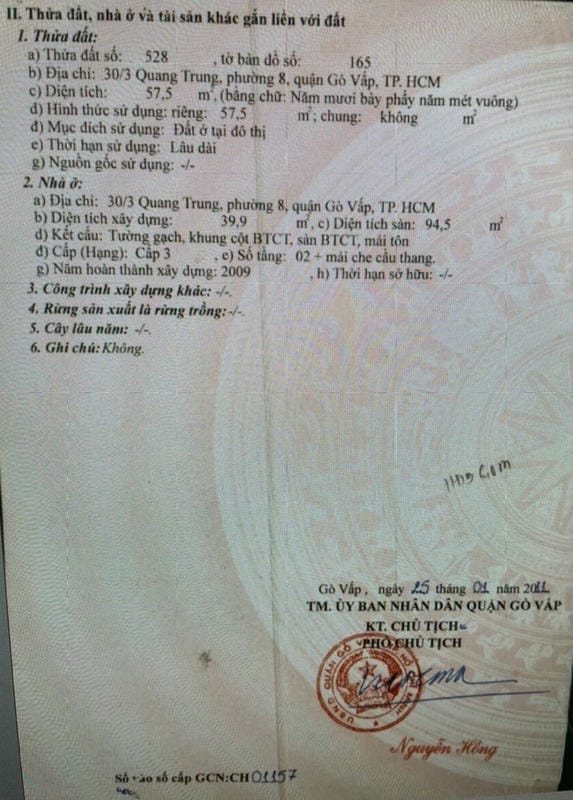 II. Thửa đất, nhà ở và tài sản khác gắn liền với đất
1. Thửa đất:
a) Thửa đất số: 528 , tờ bản đồ số: 165
b) Địa chỉ: 30/3 Quang Trung, phường 8, quận Gò Vấp, TP. HCM
c) Diện tích: 57,5 m², (bằng chữ: Năm mươi bảy phẩy năm mét vuông)
d) Hình thức sử dụng: riêng: 57,5 m²; chung: không m²
đ) Mục đích sử dụng: Đất ở tại đô thị
e) Thời hạn sử dụng: Lâu dài
g) Nguồn gốc sử dụng: -/-
2. Nhà ở:
a) Địa chỉ: 30/3 Quang Trung, phường 8, quận Gò Vấp, TP. HCM
b) Diện tích xây dựng: 39,9 m², c) Diện tích sàn: 94,5 m²
d) Kết cấu: Tường gạch, khung cột BTCT, sàn BTCT, mái tôn
đ) Cấp (Hạng): Cấp 3 , e) Số tầng: 02 + mái che cầu thang.
g) Năm hoàn thành xây dựng: 2009 , h) Thời hạn sở hữu: -/-
3. Công trình xây dựng khác: -/-.
4. Rừng sản xuất là rừng trồng: -/-.
5. Cây lâu năm: -/-.
6. Ghi chú: Không.
Gò Vấp, ngày 25 tháng 01 năm 2011.
TM. ỦY BAN NHÂN DÂN QUẬN GÒ VẤP
KT. CHỦ TỊCH
PHÓ CHỦ TỊCH
Nguyễn Hồng
Số vào sổ cấp GCN: CH 01157